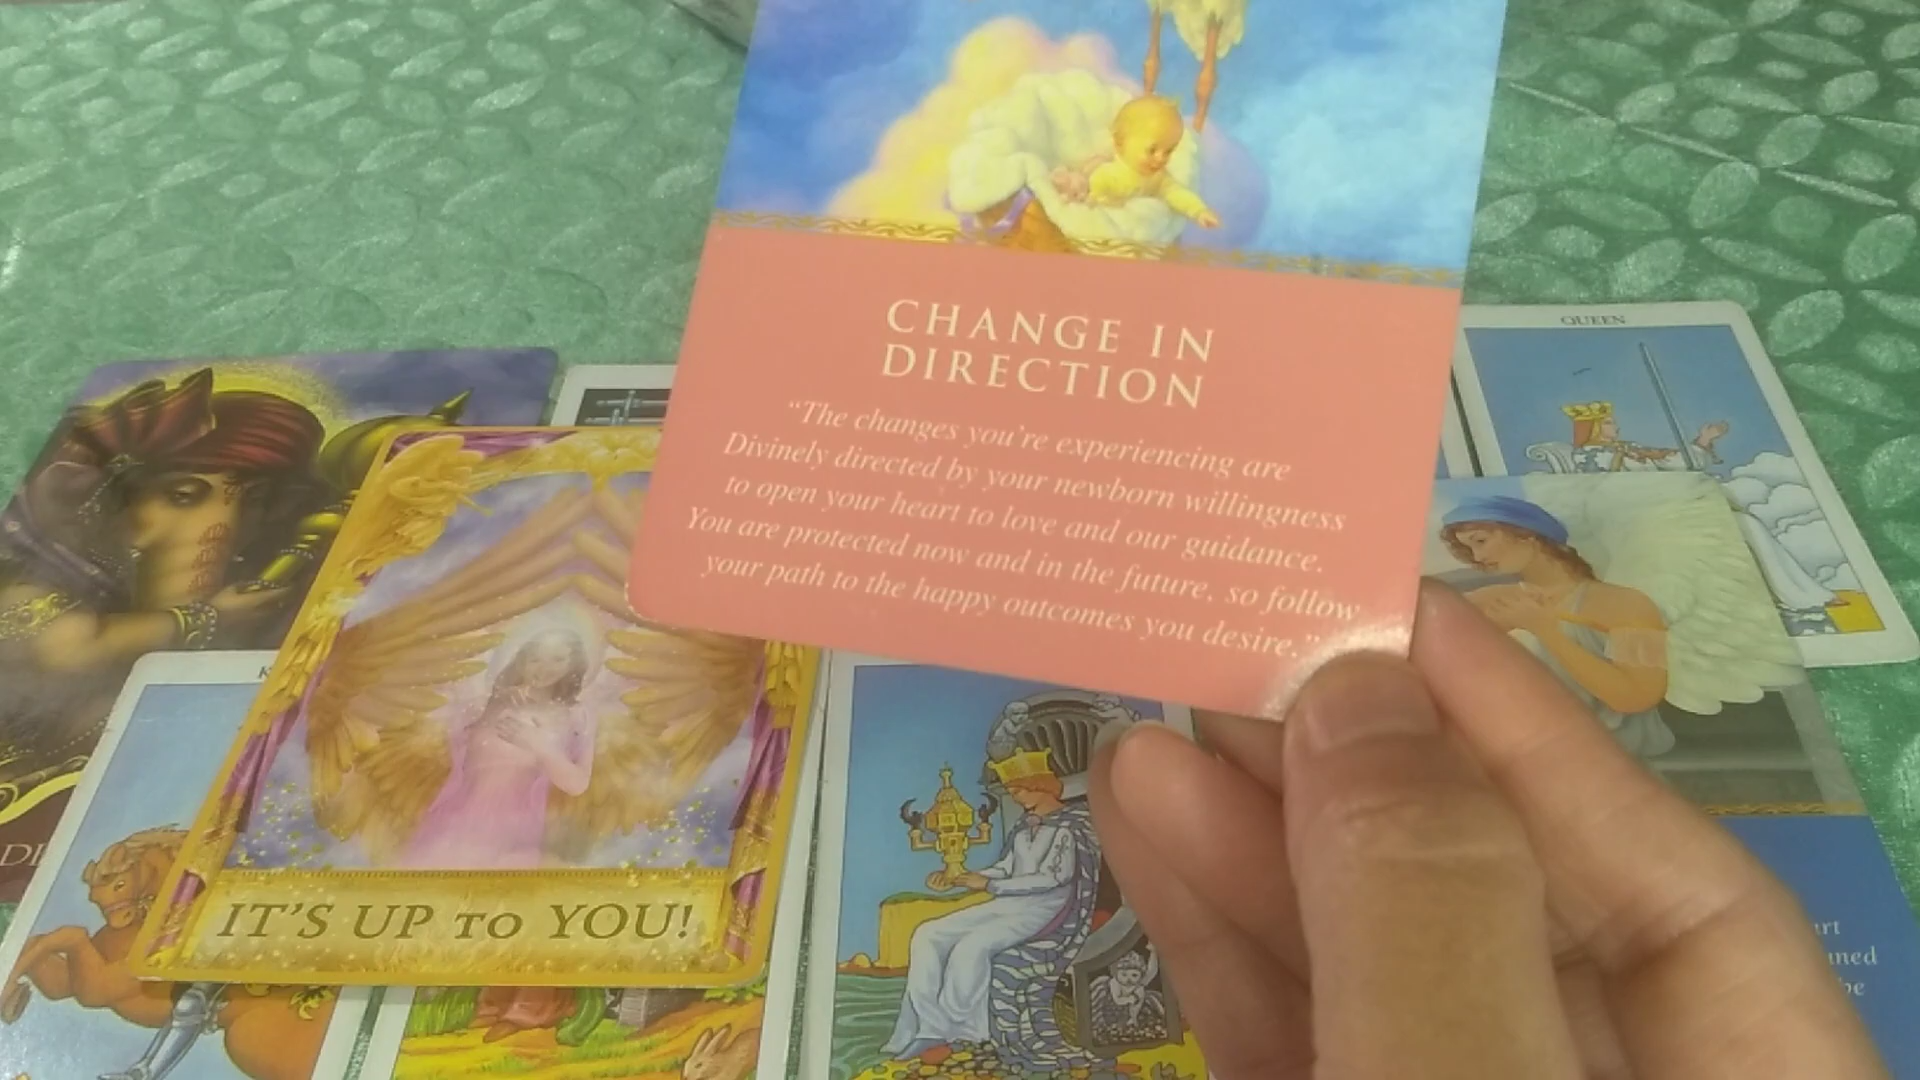 CHANGE IN
DIRECTION
“The changes you’re experiencing are
Divinely directed by your newborn willingness
to open your heart to love and our guidance.
You are protected now and in the future, so follow
your path to the happy outcomes you desire.”
QUEEN
IT’S UP to YOU!